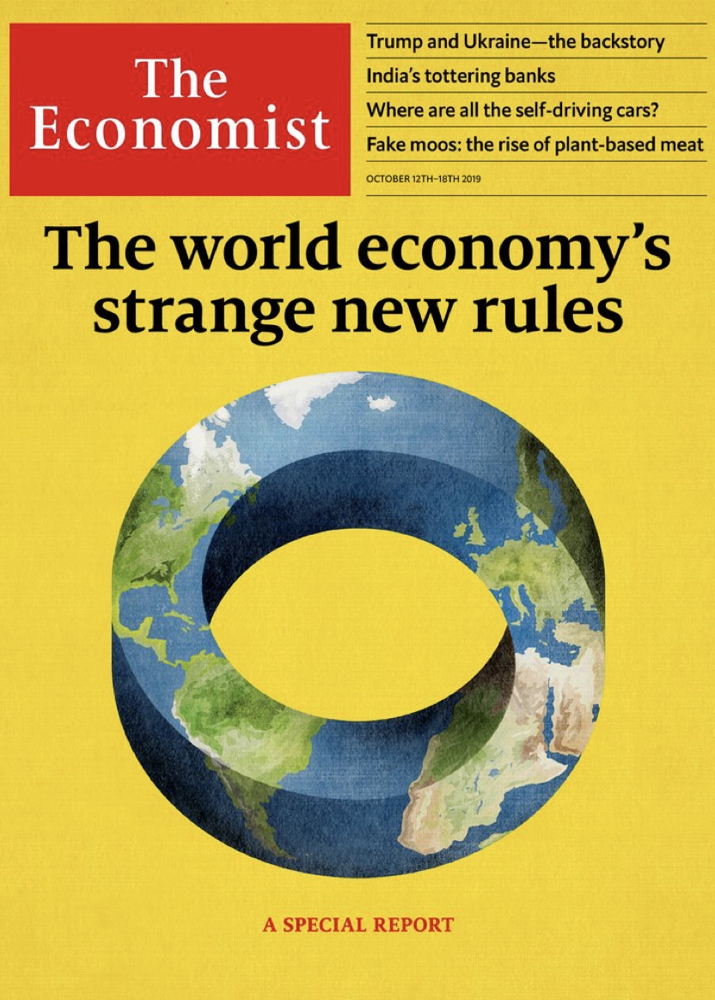 The
Economist
Trump and Ukraine—the backstory
India's tottering banks
Where are all the self-driving cars?
Fake moos: the rise of plant-based meat
OCTOBER 12TH–18TH 2019
The world economy's
strange new rules
A SPECIAL REPORT